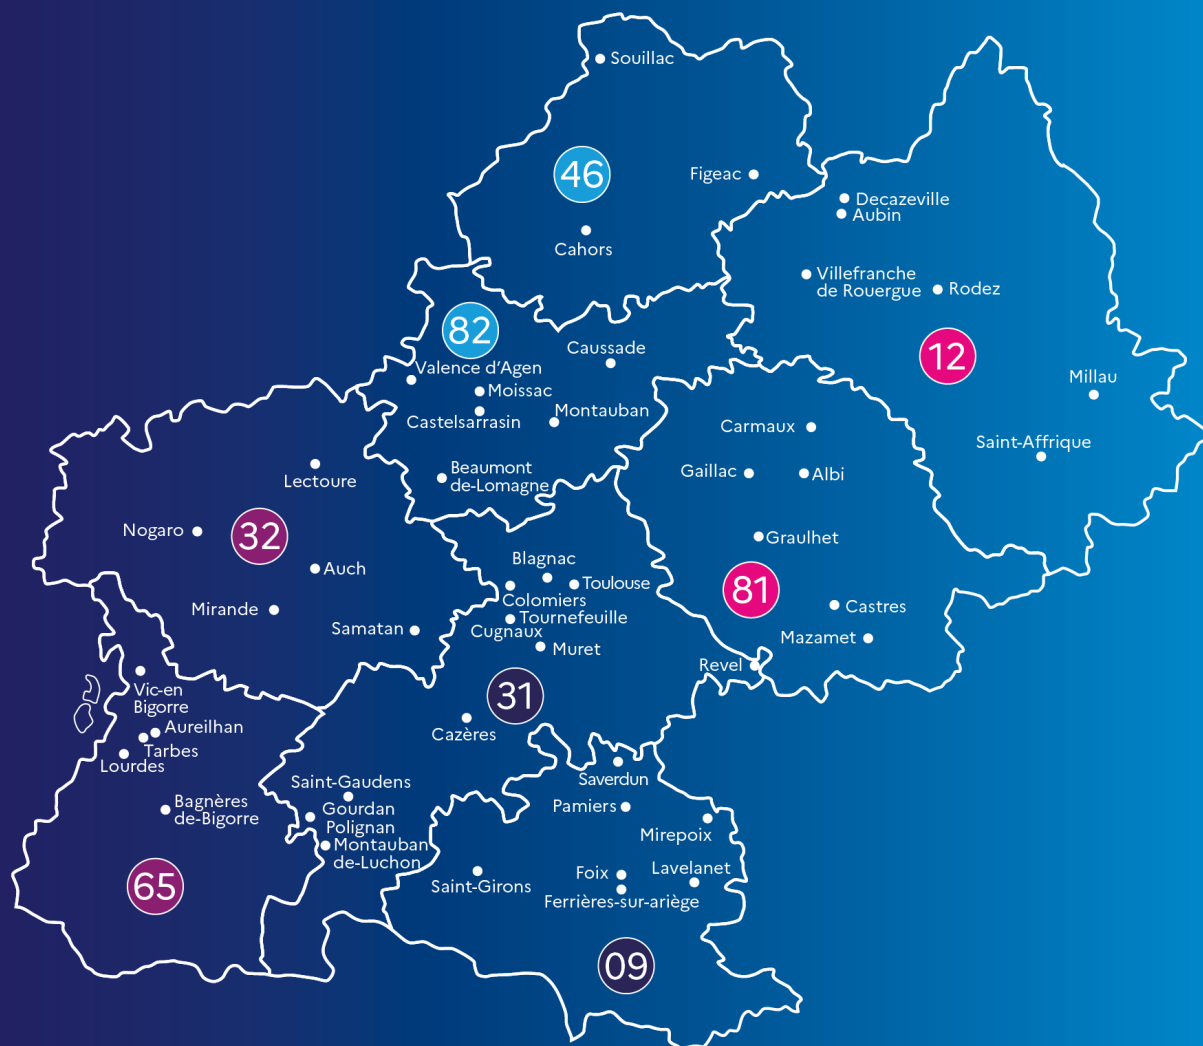 Souillac
46
Figeac
Cahors
Decazeville
Aubin
Villefranche
de Rouergue
Rodez
12
Millau
Saint-Affrique
82
Caussade
Valence d’Agen
Moissac
Castelsarrasin
Montauban
Beaumont
de-Lomagne
Carmaux
Gaillac
Albi
Graulhet
81
Castres
Mazamet
Revel
Lectoure
Nogaro
32
Auch
Mirande
Samatan
Blagnac
Toulouse
Colomiers
Tournefeuille
Cugnaux
Muret
31
Cazères
Saint-Gaudens
Gourdan
Polignan
Montauban
de-Luchon
Vic-en
Bigorre
Aureilhan
Tarbes
Lourdes
Bagnères
de-Bigorre
65
Saverdun
Pamiers
Mirepoix
Foix
Lavelanet
Saint-Girons
Ferrières-sur-ariège
09